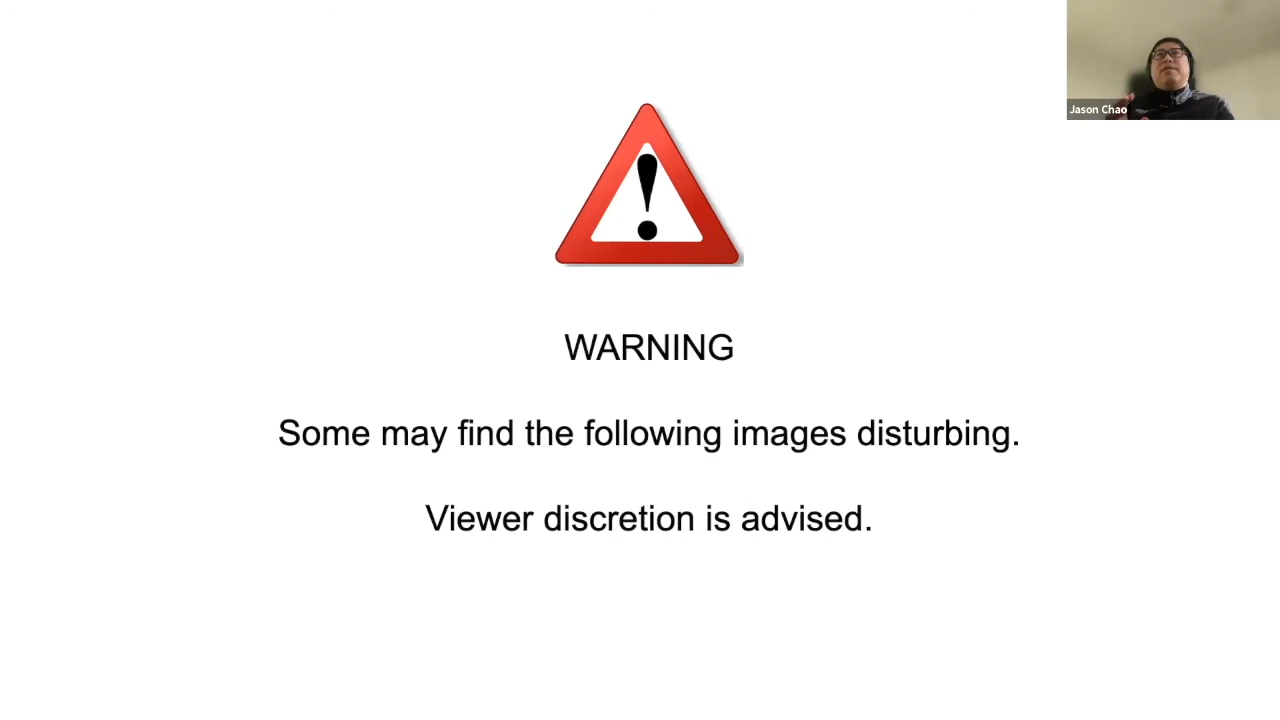 Jason Chao
WARNING
Some may find the following images disturbing.
Viewer discretion is advised.